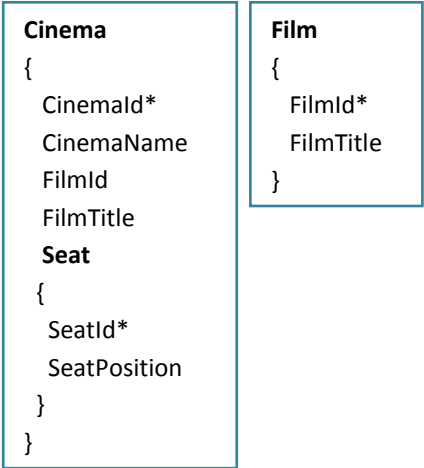 Cinema
{
CinemaId*
CinemaName
FilmId
FilmTitle
Seat
{
SeatId*
SeatPosition
}
}
Film
{
FilmId*
FilmTitle
}